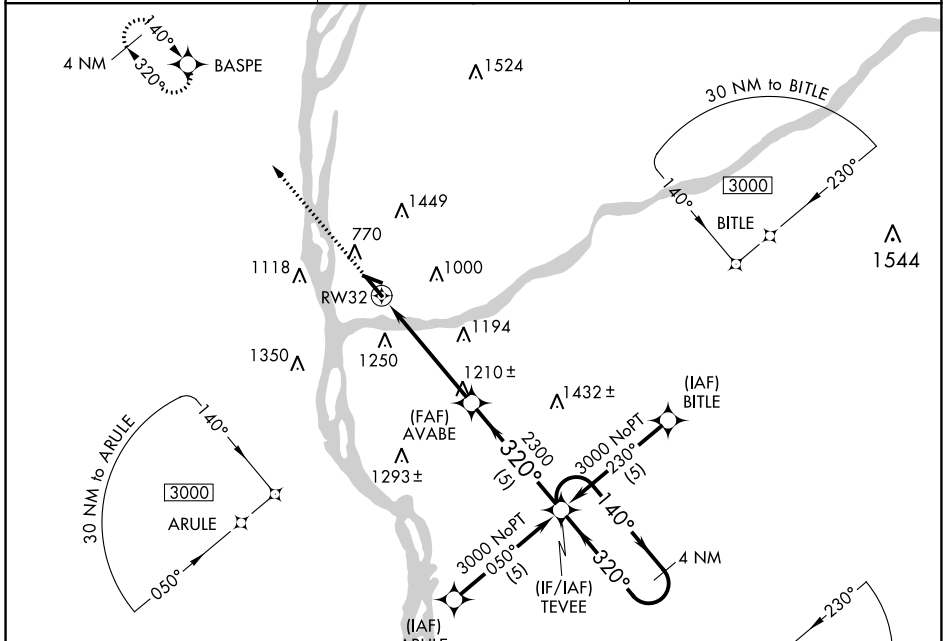 140°
4 NM
320°
BASPE
1524
30 NM to BITLE
140°
3000
230°
BITLE
1544
1449
770
1118
1000
RW32
1194
1250
1350
1210 ±
(FAF)
AVABE
1432 ±
(IAF)
BITLE
2300
320°
(5)
3000 NoPT
230°
(5)
1293 ±
30 NM to ARULE
140°
3000
ARULE
050°
3000 NoPT
050°
(5)
140°
320°
4 NM
(IF/IAF)
TEVEE
(IAF)
230°